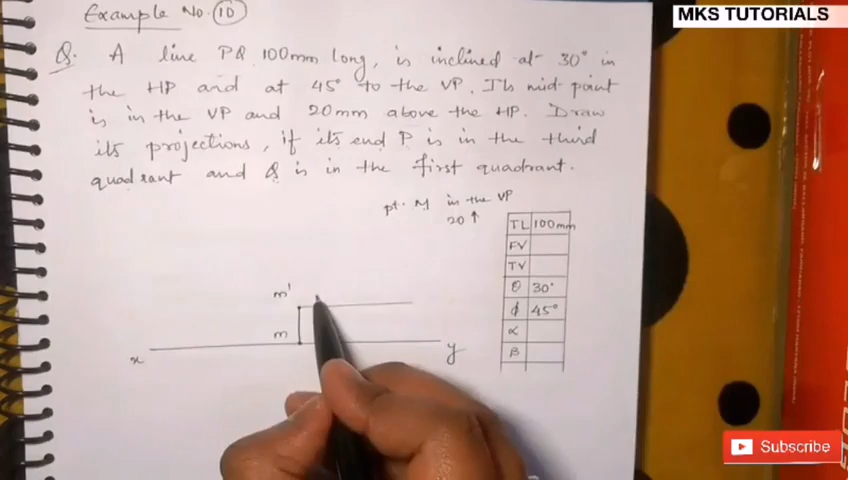 MKS TUTORIALS
Example No. 10
Q. A line PQ 100mm long, is inclined at 30° in
the HP and at 45° to the VP. Its mid-point
is in the VP and 20mm above the HP. Draw
its projections, if its end P is in the third
quadrant and Q is in the first quadrant.
pt. M in the VP
20 ↑
TL 100mm
FV
TV
θ 30°
ϕ 45°
α
β
m'
m
x
y
Subscribe